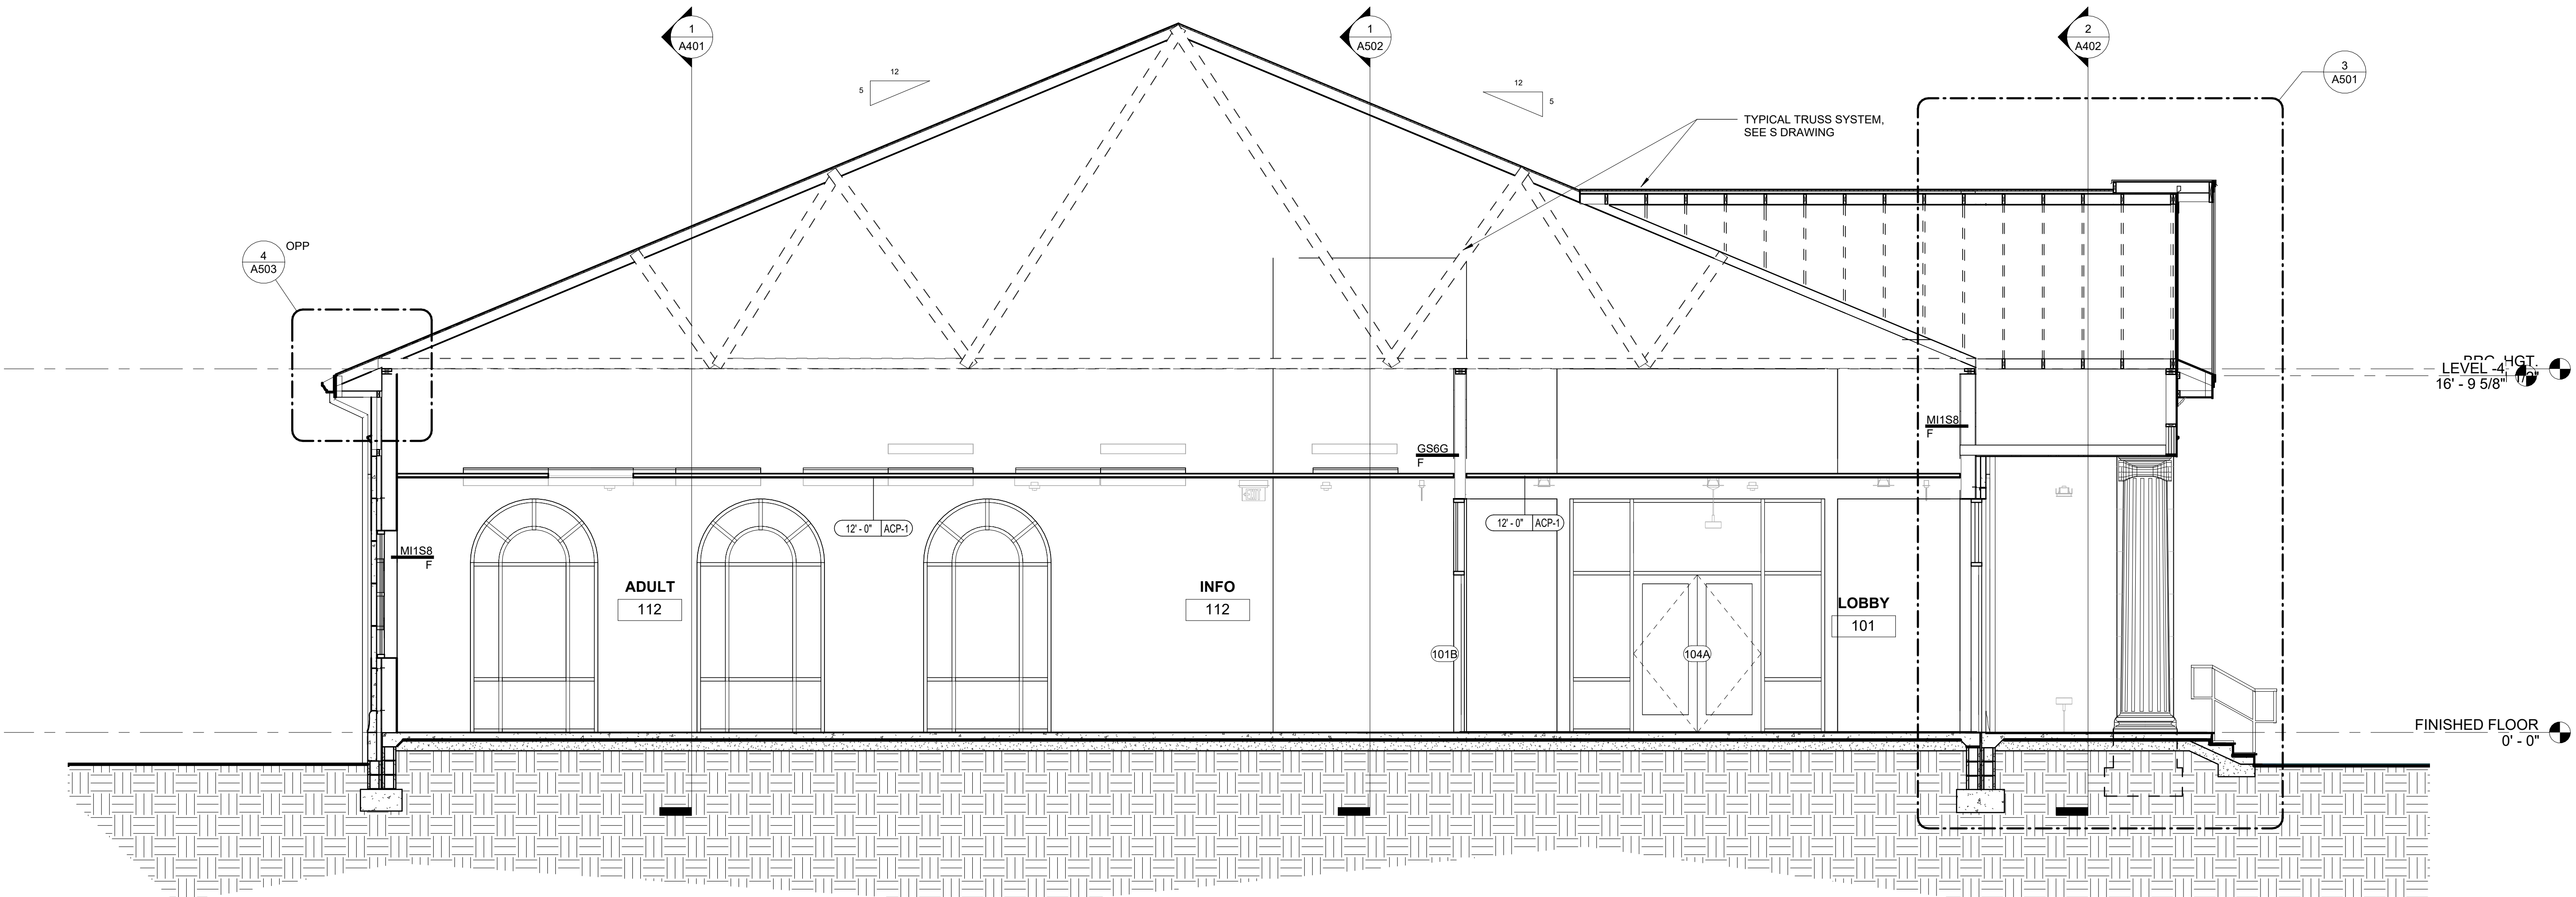 1
A401
1
A502
2
A402
3
A501
12
5
12
5
TYPICAL TRUSS SYSTEM,
SEE S DRAWING
4
A503
OPP
HGT.
LEVEL -4
16' - 9 5/8"
MI1S8
F
GS6G
F
EXIT
12' - 0" ACP-1
12' - 0" ACP-1
MI1S8
F
ADULT
112
INFO
112
LOBBY
101
101B
104A
FINISHED FLOOR
0' - 0"